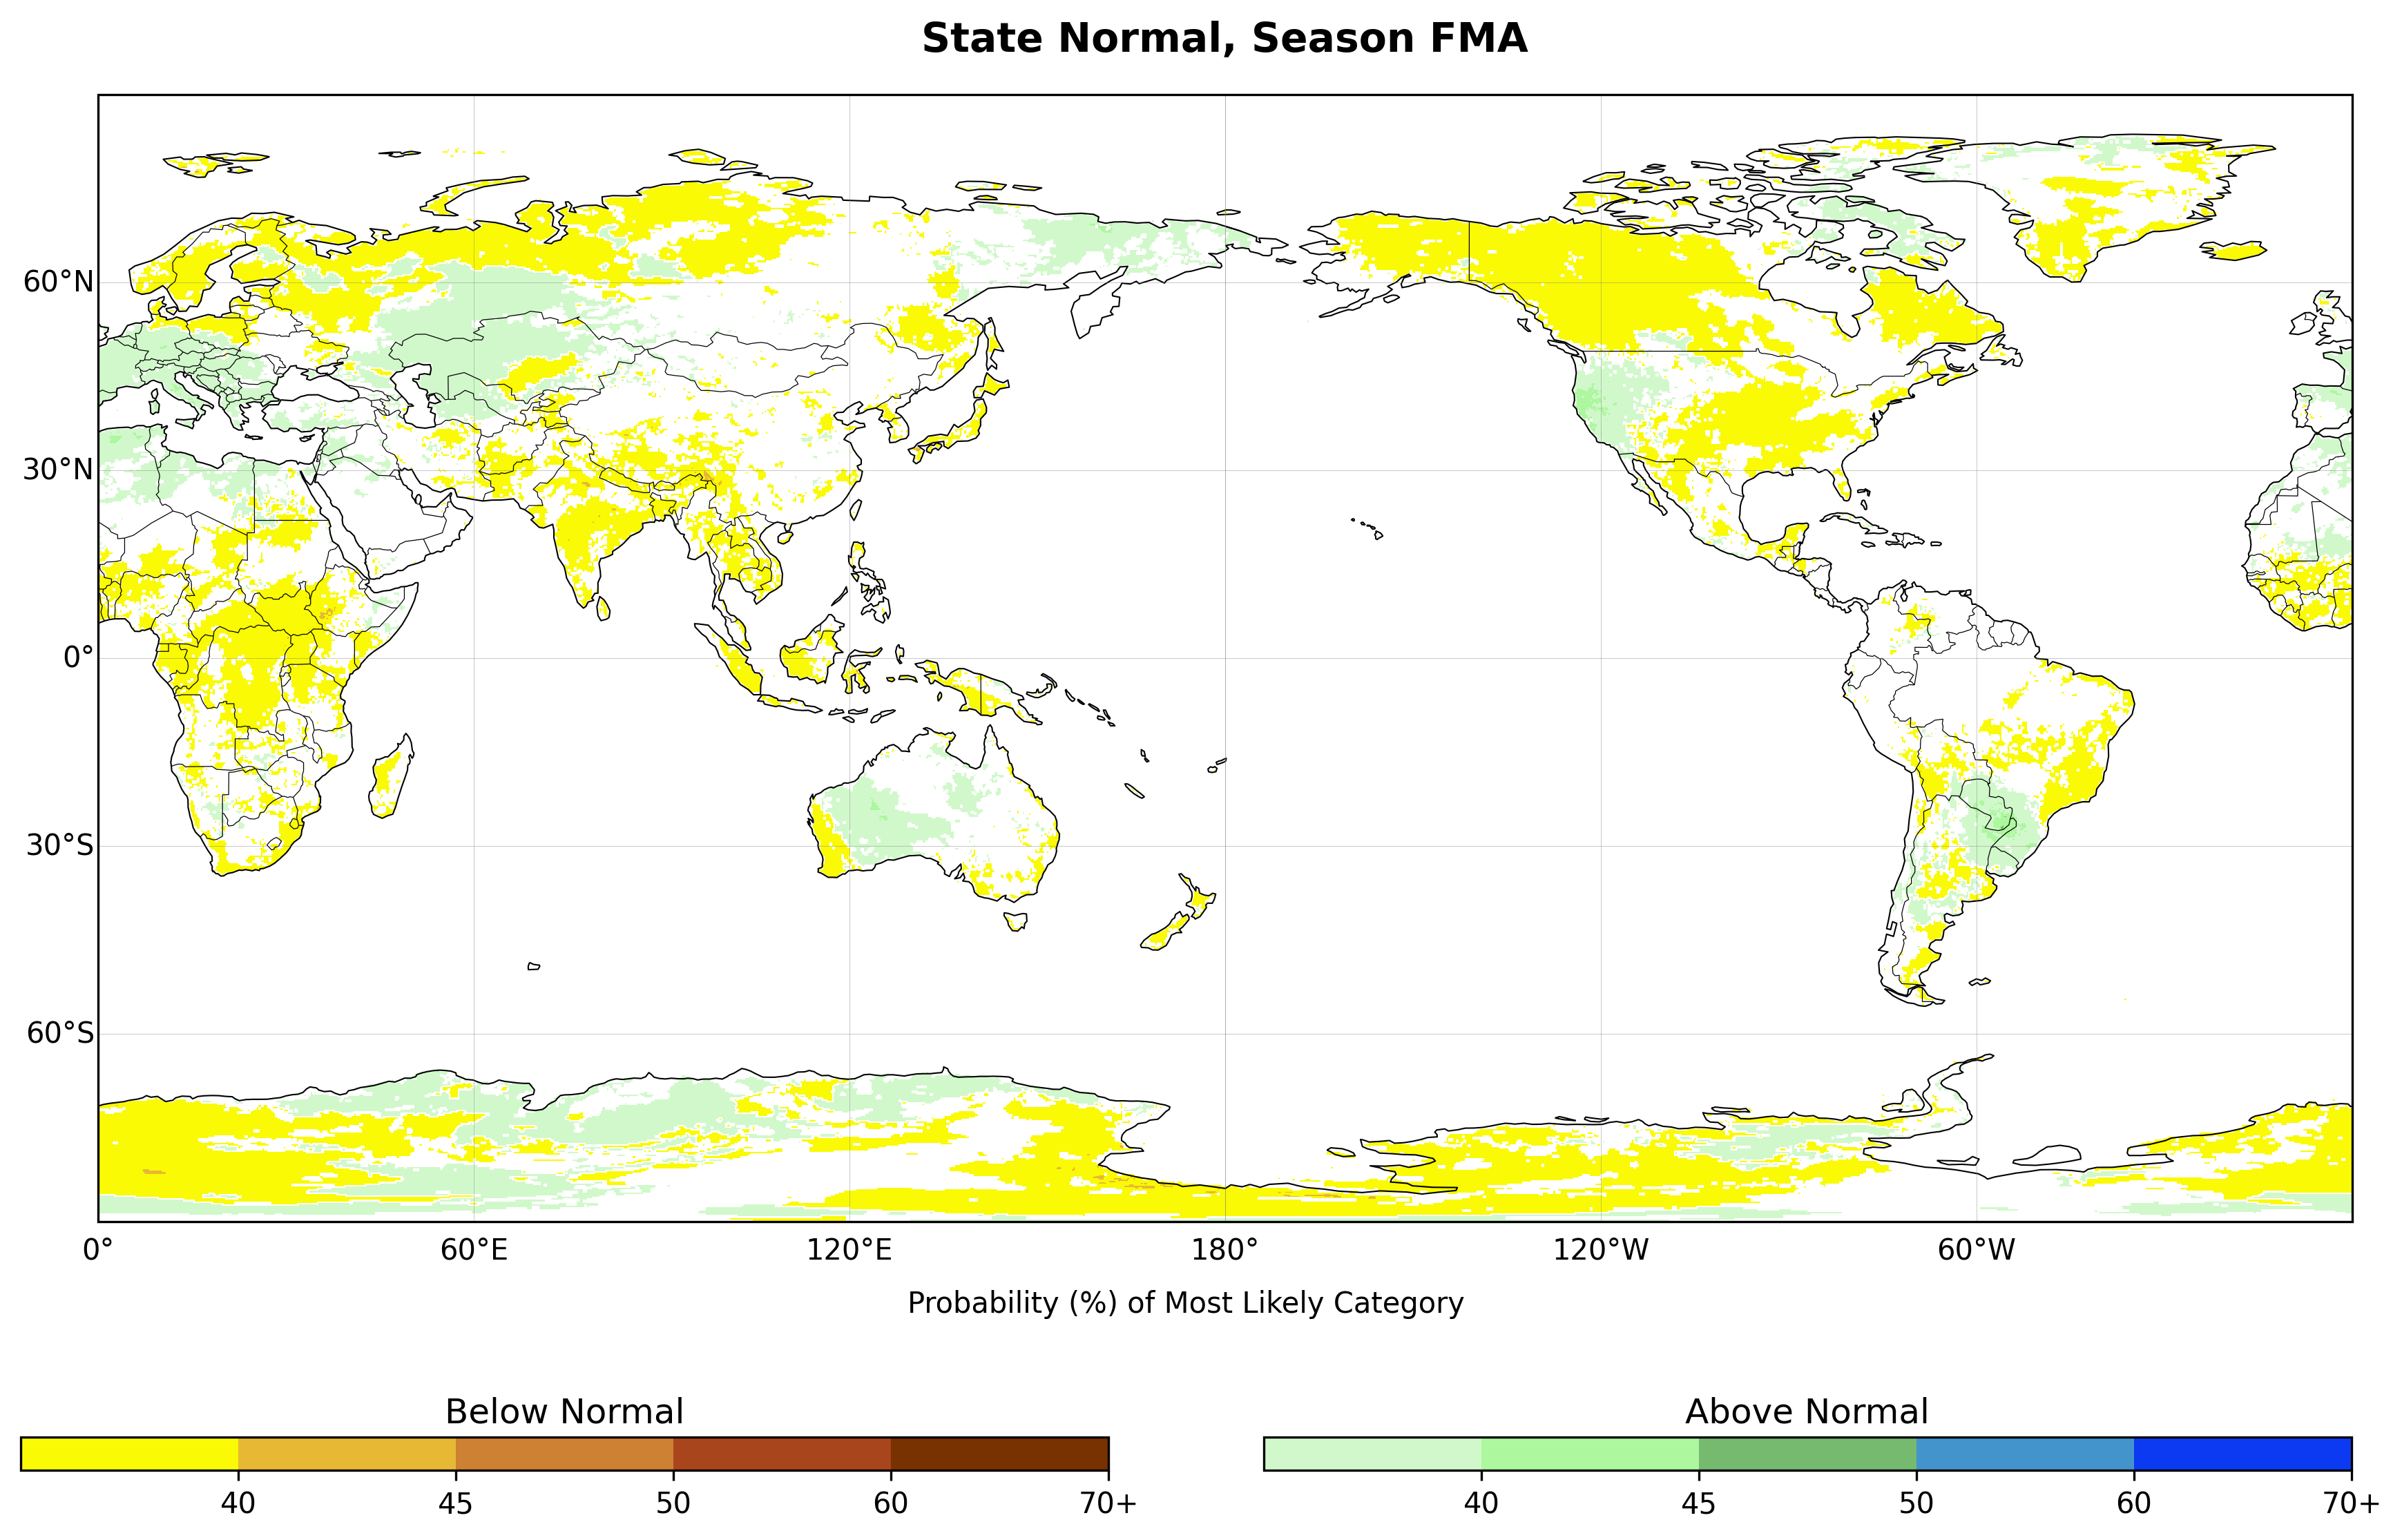 State Normal, Season FMA
60°N
30°N
0°
30°S
60°S
0° 60°E 120°E 180° 120°W 60°W
Probability (%) of Most Likely Category
Below Normal Above Normal
40 45 50 60 70+ 40 45 50 60 70+